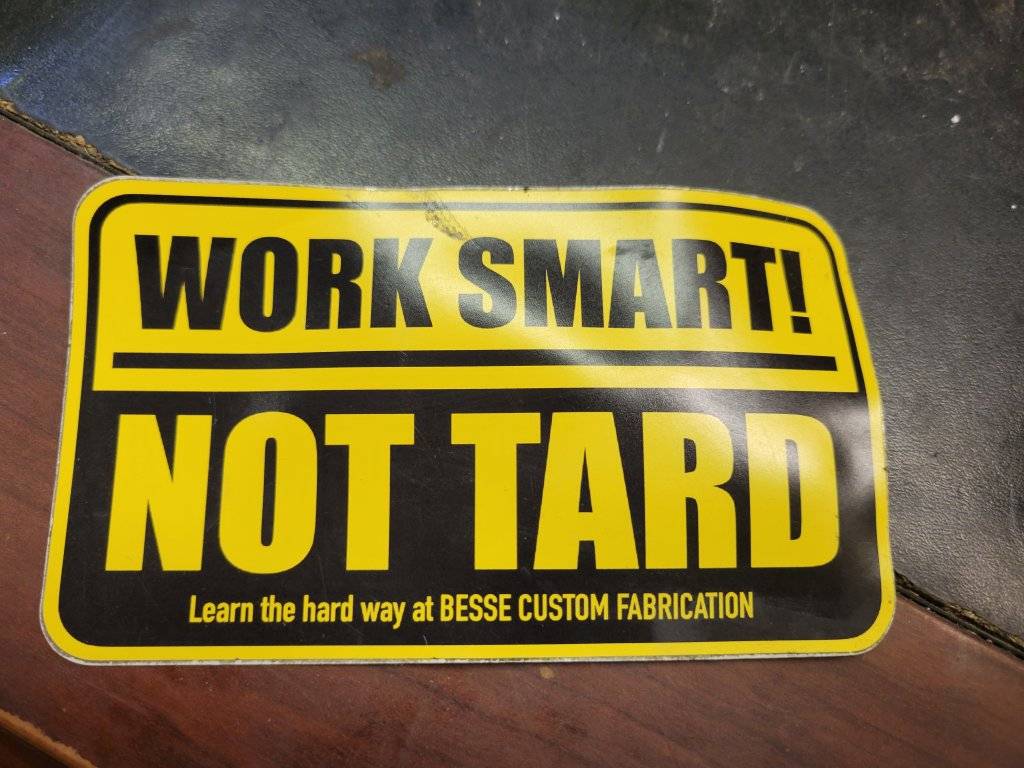 WORK SMART!
NOT TARD
Learn the hard way at BESSE CUSTOM FABRICATION